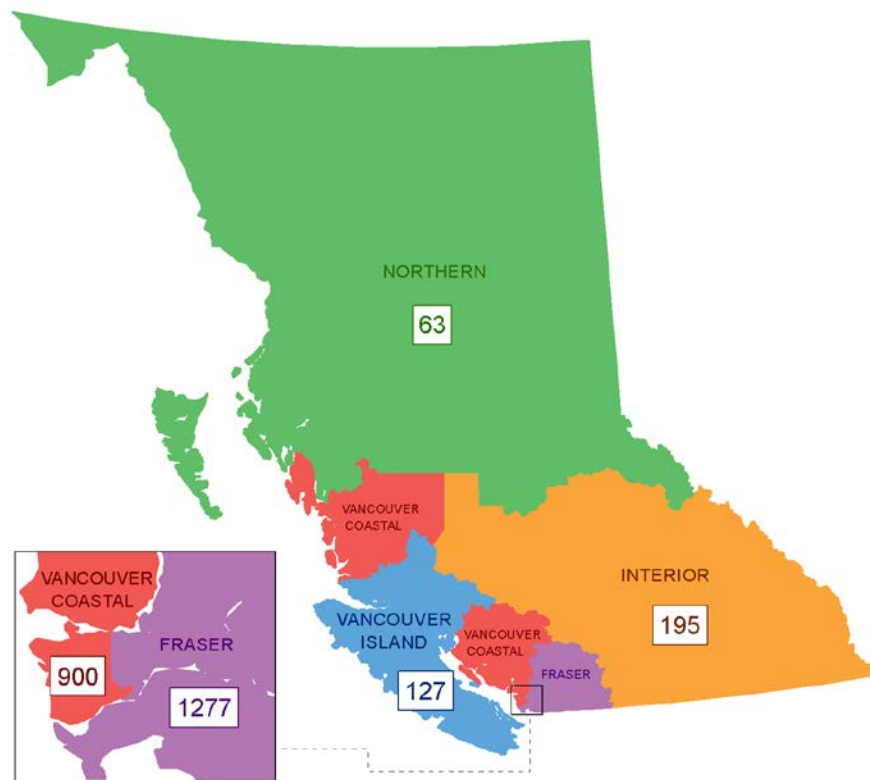 NORTHERN
63
VANCOUVER
COASTAL
INTERIOR
195
VANCOUVER
ISLAND
127
VANCOUVER
COASTAL
FRASER
VANCOUVER
COASTAL
FRASER
900
1277